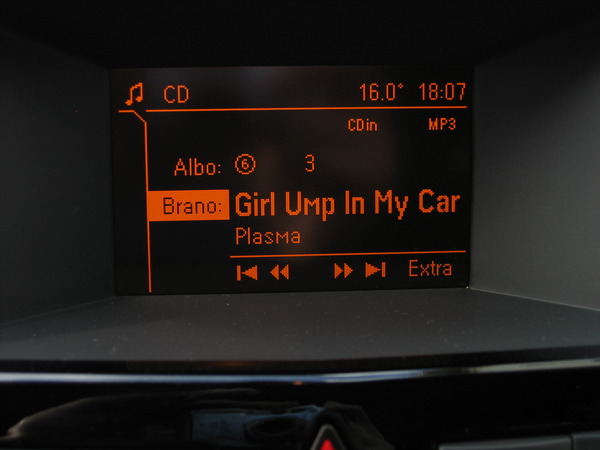 CD 16.0° 18:07
CDin MP3
Albo: ⑥ 3
Brano: Girl Ump In My Car
Plasma
Extra